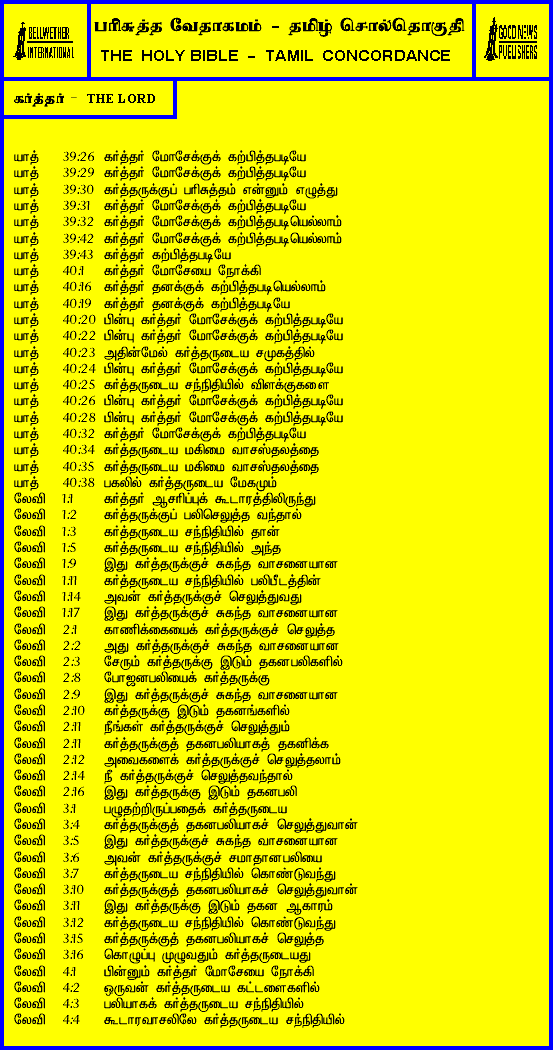 BELLWETHER
INTERNATIONAL
பரிசுத்த வேதாகமம் - தமிழ் சொல்தொகுதி
THE HOLY BIBLE - TAMIL CONCORDANCE
GOOD NEWS
PUBLISHERS
கர்த்தர் - THE LORD
யாத் 39:26 கர்த்தர் மோசேக்குக் கற்பித்தபடியே
யாத் 39:29 கர்த்தர் மோசேக்குக் கற்பித்தபடியே
யாத் 39:30 கர்த்தருக்குப் பரிசுத்தம் என்னும் எழுத்து
யாத் 39:31 கர்த்தர் மோசேக்குக் கற்பித்தபடியே
யாத் 39:32 கர்த்தர் மோசேக்குக் கற்பித்தபடியெல்லாம்
யாத் 39:42 கர்த்தர் மோசேக்குக் கற்பித்தபடியெல்லாம்
யாத் 39:43 கர்த்தர் கற்பித்தபடியே
யாத் 40:1 கர்த்தர் மோசேயை நோக்கி
யாத் 40:16 கர்த்தர் தனக்குக் கற்பித்தபடியெல்லாம்
யாத் 40:19 கர்த்தர் தனக்குக் கற்பித்தபடியே
யாத் 40:20 பின்பு கர்த்தர் மோசேக்குக் கற்பித்தபடியே
யாத் 40:22 பின்பு கர்த்தர் மோசேக்குக் கற்பித்தபடியே
யாத் 40:23 அதின்மேல் கர்த்தருடைய சமுகத்தில்
யாத் 40:24 பின்பு கர்த்தர் மோசேக்குக் கற்பித்தபடியே
யாத் 40:25 கர்த்தருடைய சந்நிதியில் விளக்குகளை
யாத் 40:26 பின்பு கர்த்தர் மோசேக்குக் கற்பித்தபடியே
யாத் 40:28 பின்பு கர்த்தர் மோசேக்குக் கற்பித்தபடியே
யாத் 40:32 கர்த்தர் மோசேக்குக் கற்பித்தபடியே
யாத் 40:34 கர்த்தருடைய மகிமை வாசஸ்தலத்தை
யாத் 40:35 கர்த்தருடைய மகிமை வாசஸ்தலத்தை
யாத் 40:38 பகலில் கர்த்தருடைய மேகமும்
லேவி 1:1 கர்த்தர் ஆசரிப்புக் கூடாரத்திலிருந்து
லேவி 1:2 கர்த்தருக்குப் பலிசெலுத்த வந்தால்
லேவி 1:3 கர்த்தருடைய சந்நிதியில் தான்
லேவி 1:5 கர்த்தருடைய சந்நிதியில் அந்த
லேவி 1:9 இது கர்த்தருக்குச் சுகந்த வாசனையான
லேவி 1:11 கர்த்தருடைய சந்நிதியில் பலிபீடத்தின்
லேவி 1:14 அவன் கர்த்தருக்குச் செலுத்துவது
லேவி 1:17 இது கர்த்தருக்குச் சுகந்த வாசனையான
லேவி 2:1 காணிக்கையைக் கர்த்தருக்குச் செலுத்த
லேவி 2:2 அது கர்த்தருக்குச் சுகந்த வாசனையான
லேவி 2:3 சேரும் கர்த்தருக்கு இடும் தகனபலிகளில்
லேவி 2:8 போஜனபலியைக் கர்த்தருக்கு
லேவி 2:9 இது கர்த்தருக்குச் சுகந்த வாசனையான
லேவி 2:10 கர்த்தருக்கு இடும் தகனங்களில்
லேவி 2:11 நீங்கள் கர்த்தருக்குச் செலுத்தும்
லேவி 2:11 கர்த்தருக்குத் தகனபலியாகத் தகனிக்க
லேவி 2:12 அவைகளைக் கர்த்தருக்குச் செலுத்தலாம்
லேவி 2:14 நீ கர்த்தருக்குச் செலுத்தவந்தால்
லேவி 2:16 இது கர்த்தருக்கு இடும் தகனபலி
லேவி 3:1 பழுதற்றிருப்பதைக் கர்த்தருடைய
லேவி 3:4 கர்த்தருக்குத் தகனபலியாகச் செலுத்துவான்
லேவி 3:5 இது கர்த்தருக்குச் சுகந்த வாசனையான
லேவி 3:6 அவன் கர்த்தருக்குச் சமாதானபலியை
லேவி 3:7 கர்த்தருடைய சந்நிதியில் கொண்டுவந்து
லேவி 3:10 கர்த்தருக்குத் தகனபலியாகச் செலுத்துவான்
லேவி 3:11 இது கர்த்தருக்கு இடும் தகன ஆகாரம்
லேவி 3:12 கர்த்தருடைய சந்நிதியில் கொண்டுவந்து
லேவி 3:15 கர்த்தருக்குத் தகனபலியாகச் செலுத்த
லேவி 3:16 கொழுப்பு முழுவதும் கர்த்தருடையது
லேவி 4:1 பின்னும் கர்த்தர் மோசேயை நோக்கி
லேவி 4:2 ஒருவன் கர்த்தருடைய கட்டளைகளில்
லேவி 4:3 பலியாகக் கர்த்தருடைய சந்நிதியில்
லேவி 4:4 கூடாரவாசலிலே கர்த்தருடைய சந்நிதியில்